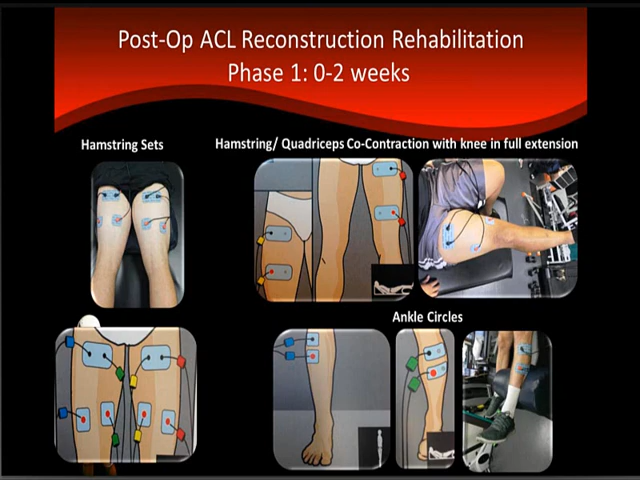 Post-Op ACL Reconstruction Rehabilitation
Phase 1: 0-2 weeks
Hamstring Sets
Hamstring/ Quadriceps Co-Contraction with knee in full extension
Ankle Circles